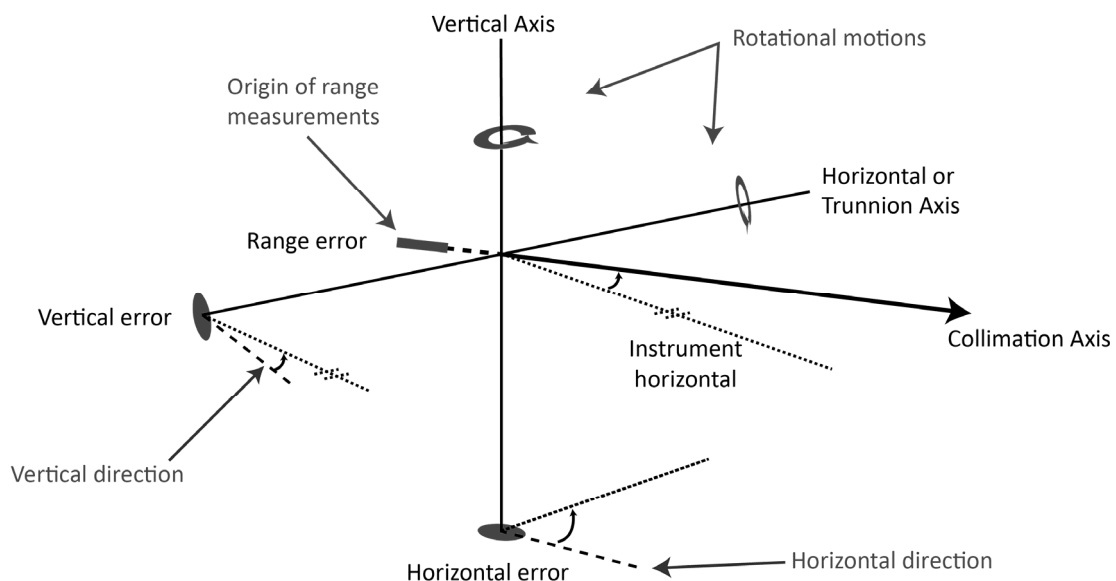 Vertical Axis
Rotational motions
Origin of range
measurements
Horizontal or
Trunnion Axis
Range error
Vertical error
Collimation Axis
Instrument
horizontal
Vertical direction
Horizontal direction
Horizontal error